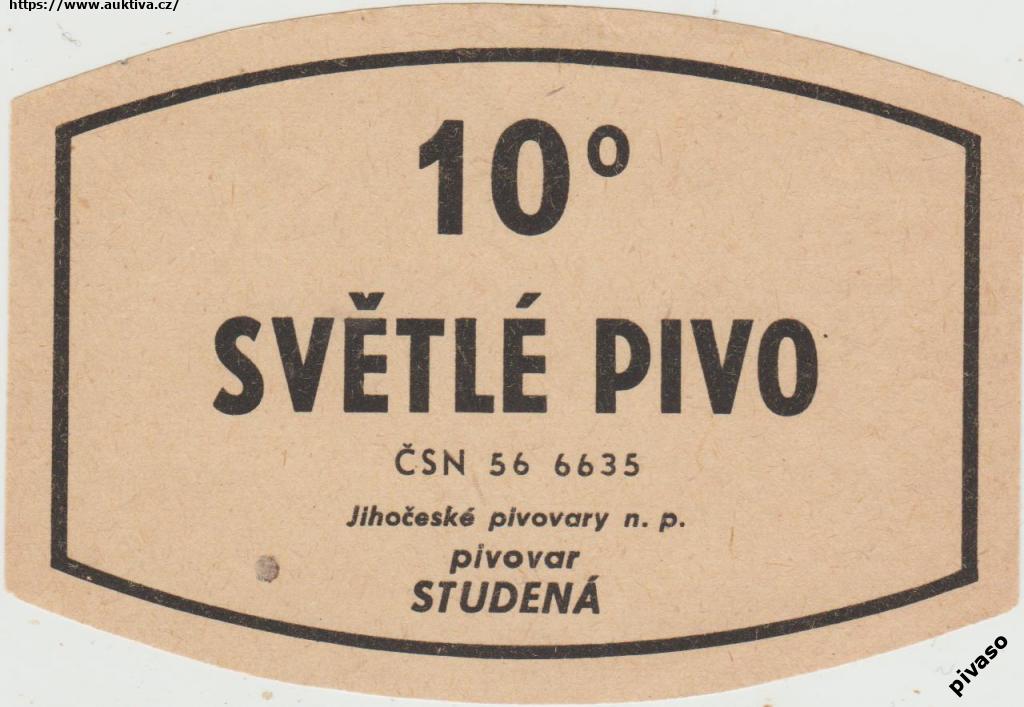 https://www.auktiva.cz/
10°
SVĚTLÉ PIVO
ČSN 56 6635
Jihočeské pivovary n. p.
pivovar
STUDENÁ
pivaso